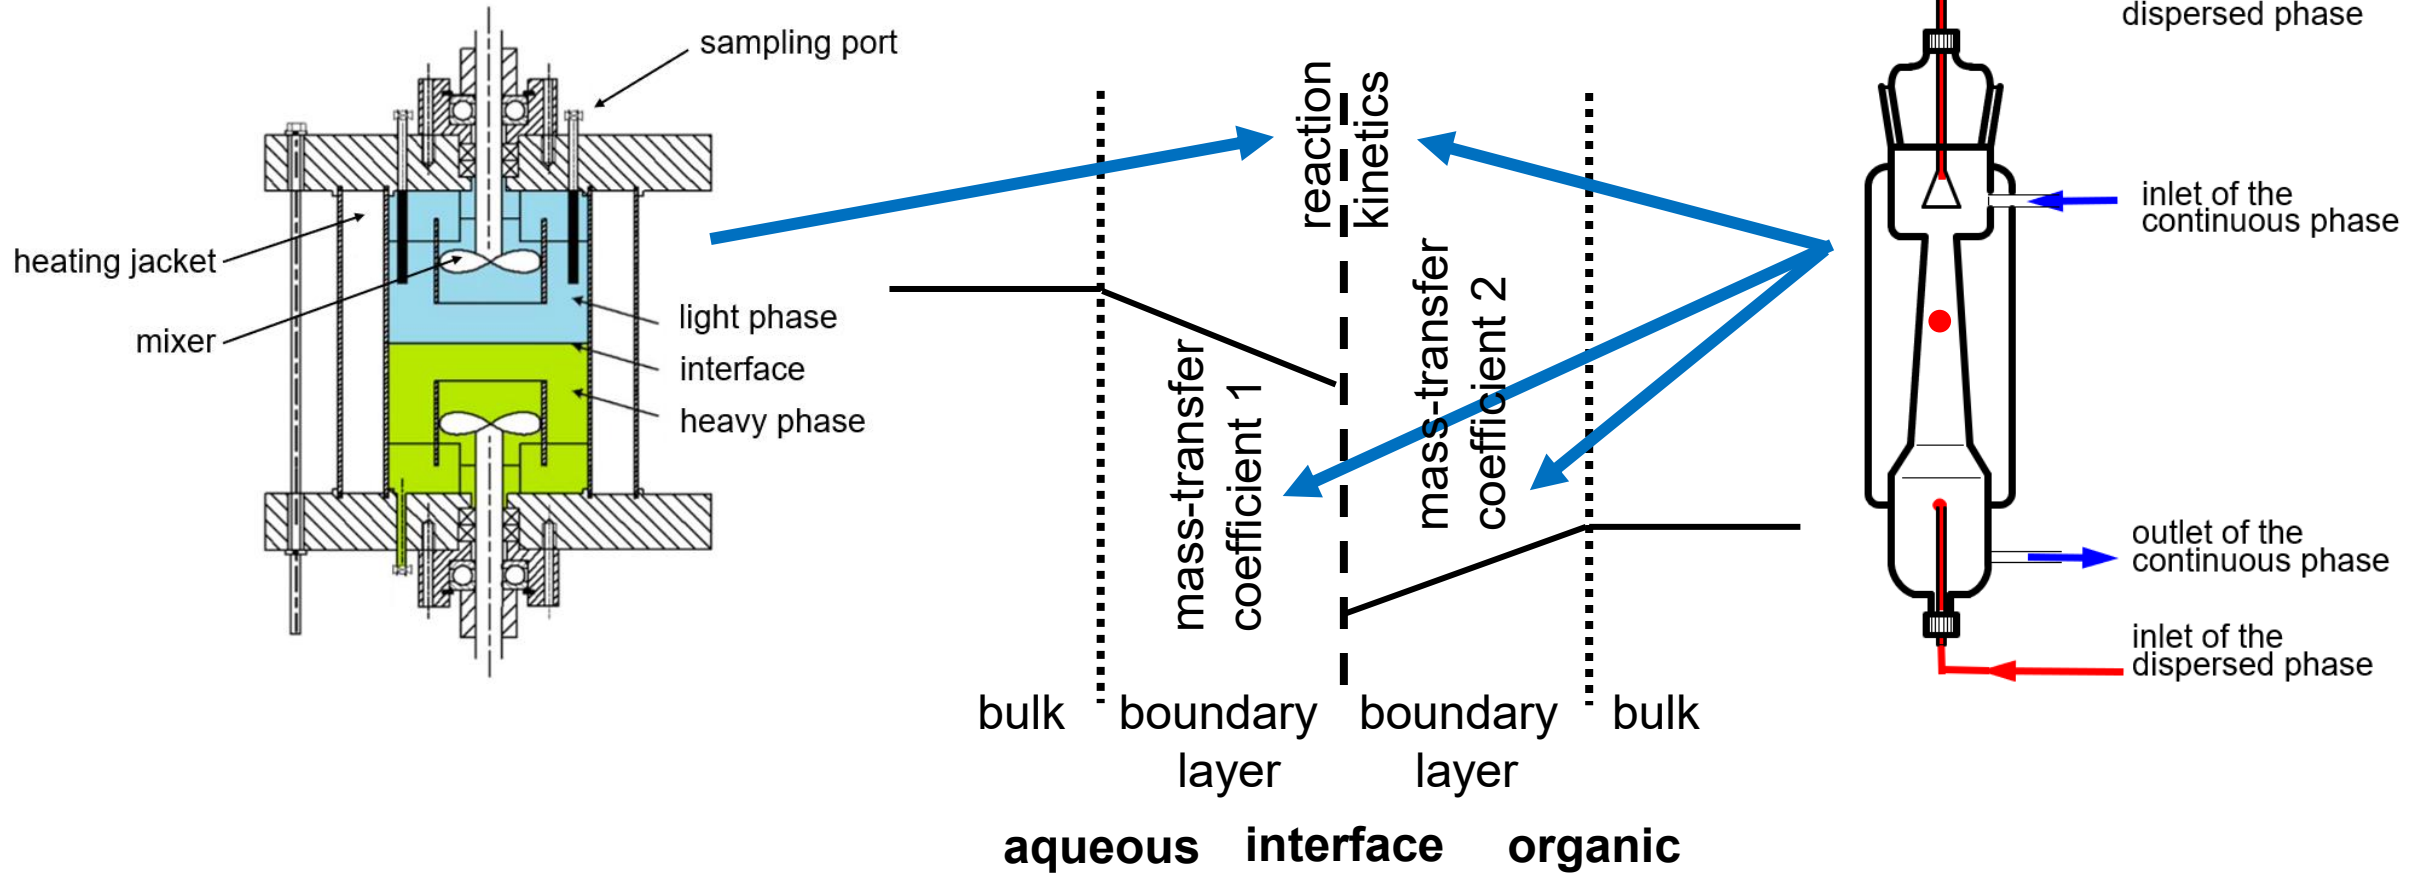 sampling port
heating jacket
mixer
light phase
interface
heavy phase
reaction
kinetics
mass-transfer
coefficient 1
mass-transfer
coefficient 2
bulk
boundary
layer
boundary
layer
bulk
aqueous
interface
organic
dispersed phase
inlet of the
continuous phase
outlet of the
continuous phase
inlet of the
dispersed phase